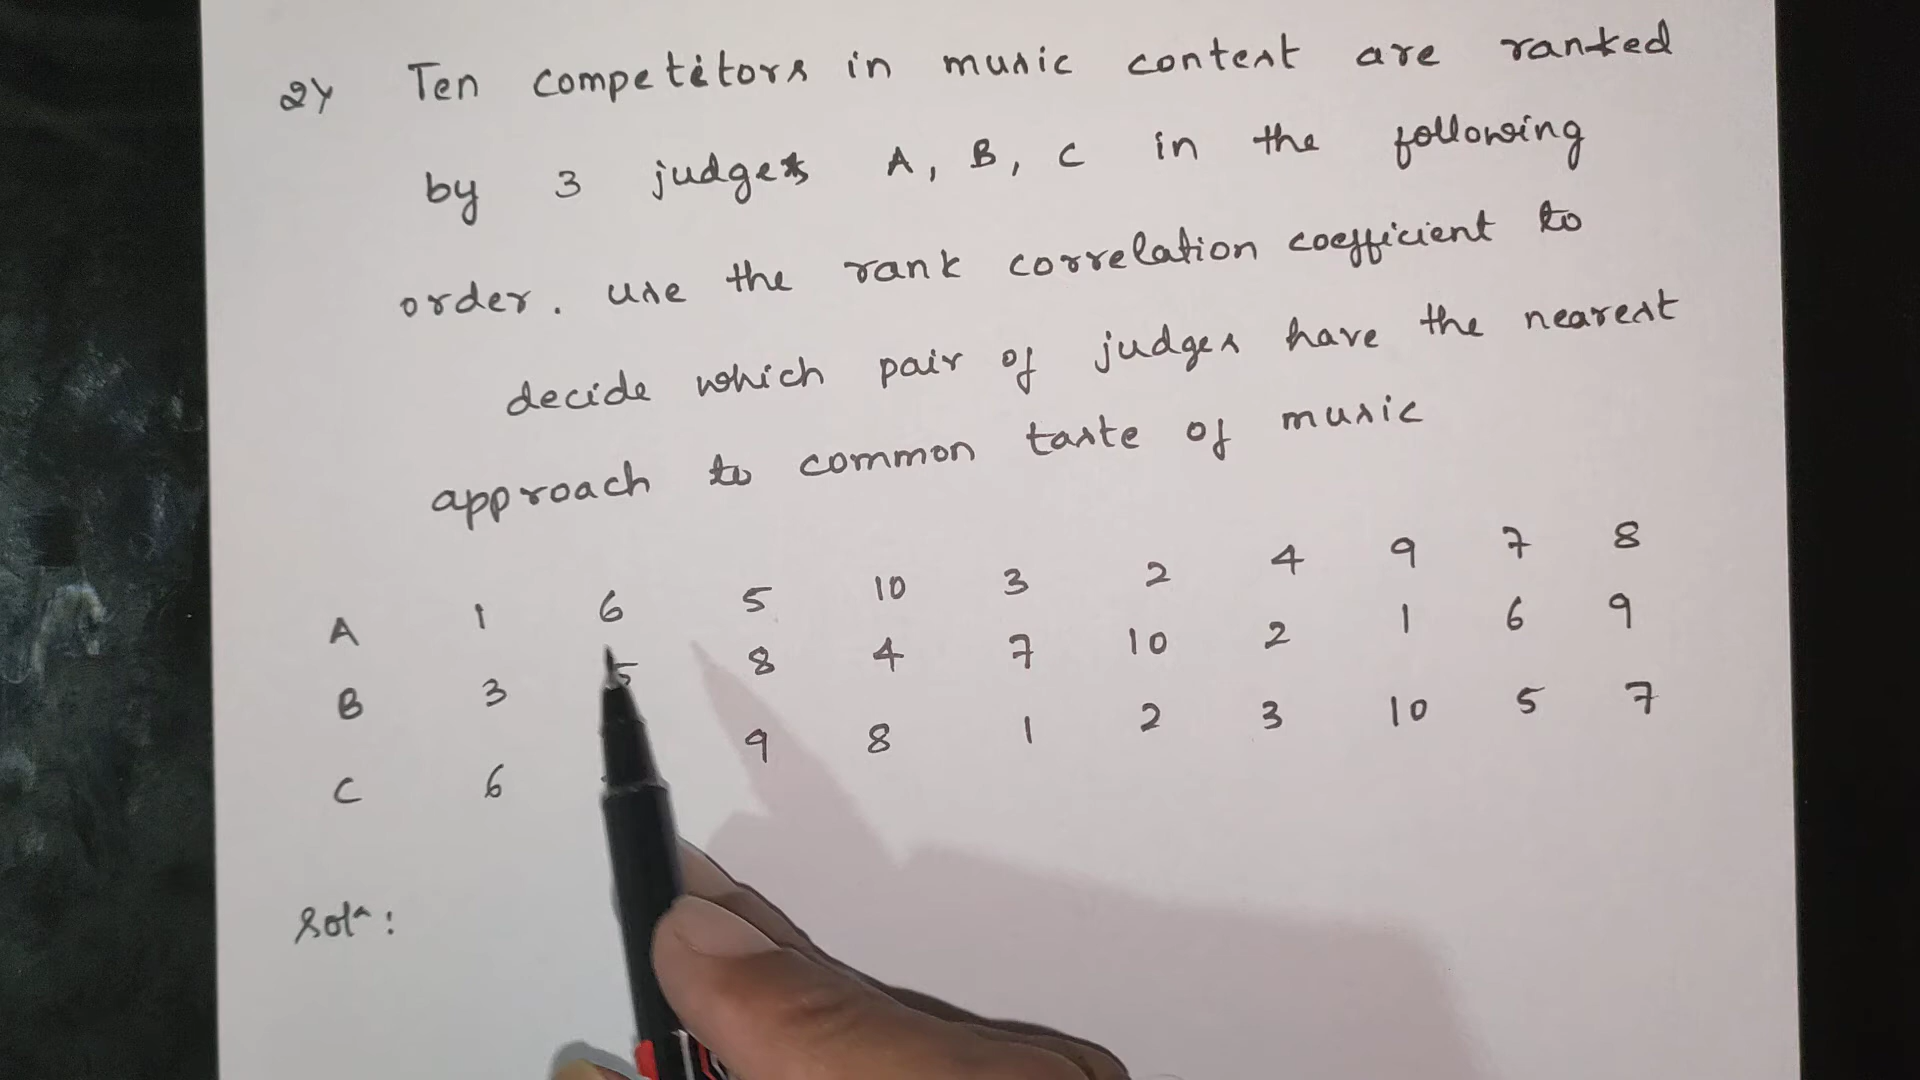 2) Ten competitors in music contest are ranked
by 3 judges A, B, C in the following
order. use the rank correlation coefficient to
decide which pair of judges have the nearest
approach to common taste of music
A 1 6 5 10 3 2 4 9 7 8
B 3 5 8 4 7 10 2 1 6 9
C 6 9 8 1 2 3 10 5 7
Soln: